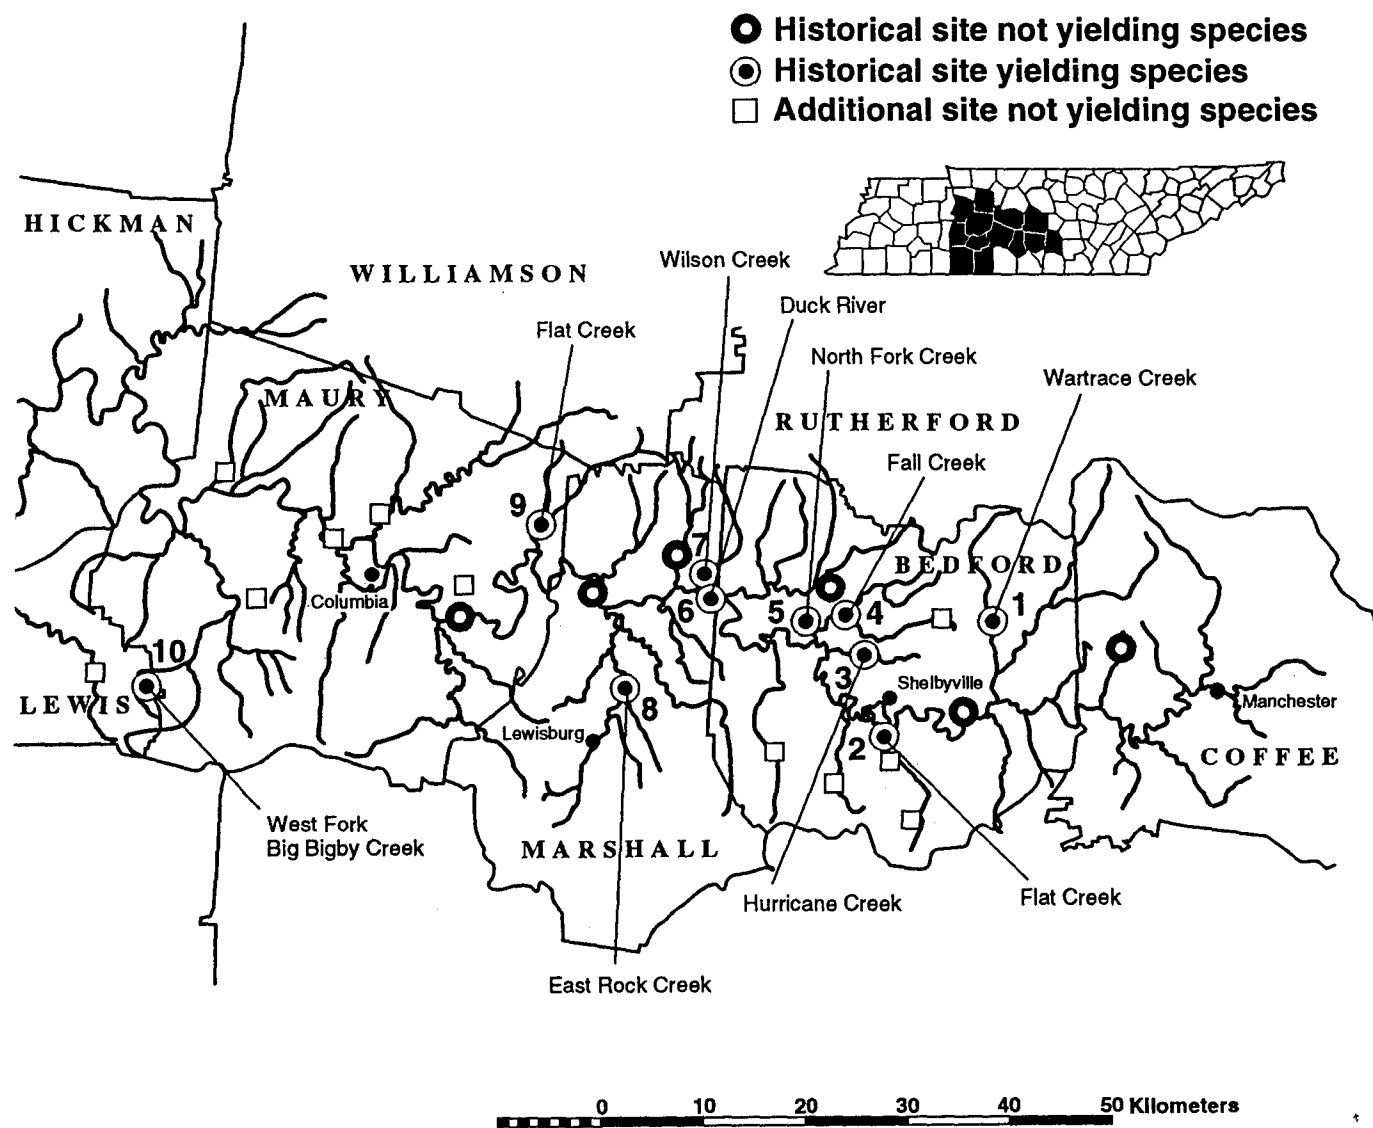 Historical site not yielding species
Historical site yielding species
Additional site not yielding species
HICKMAN
WILLIAMSON
Wilson Creek
Duck River
Flat Creek
North Fork Creek
Wartrace Creek
MAURY
RUTHERFORD
Fall Creek
9
7
BEDFORD
Columbia
6
5
4
1
10
3
Shelbyville
LEWIS
8
Manchester
Lewisburg
2
COFFEE
West Fork
Big Bigby Creek
MARSHALL
Hurricane Creek
Flat Creek
East Rock Creek
0 10 20 30 40 50 Kilometers